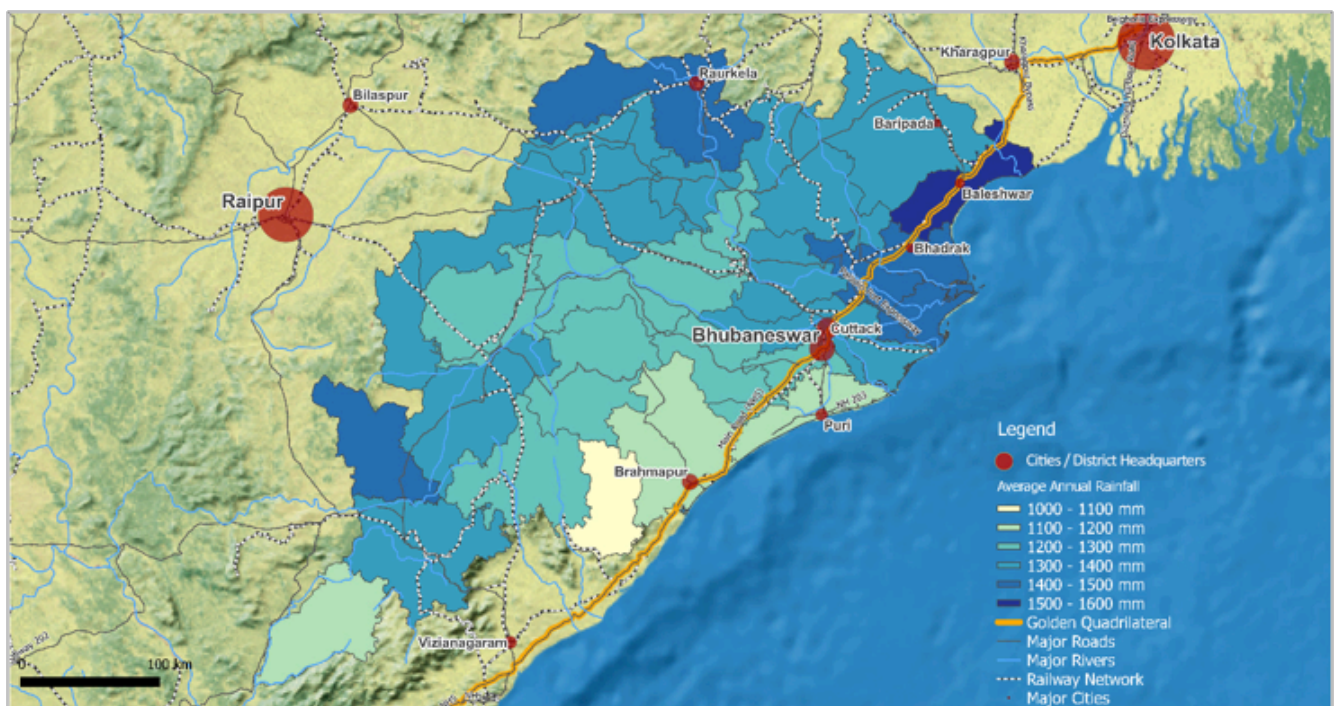 Kolkata
Kharagpur
Raurkela
Bilaspur
Baripada
Baleshwar
Raipur
Bhadrak
Bhubaneswar
Cuttack
NH 203
Puri
Brahmapur
Vizianagaram
0 100 km
Legend
Cities / District Headquarters
Average Annual Rainfall
1000 - 1100 mm
1100 - 1200 mm
1200 - 1300 mm
1300 - 1400 mm
1400 - 1500 mm
1500 - 1600 mm
Golden Quadrilateral
Major Roads
Major Rivers
Railway Network
Major Cities